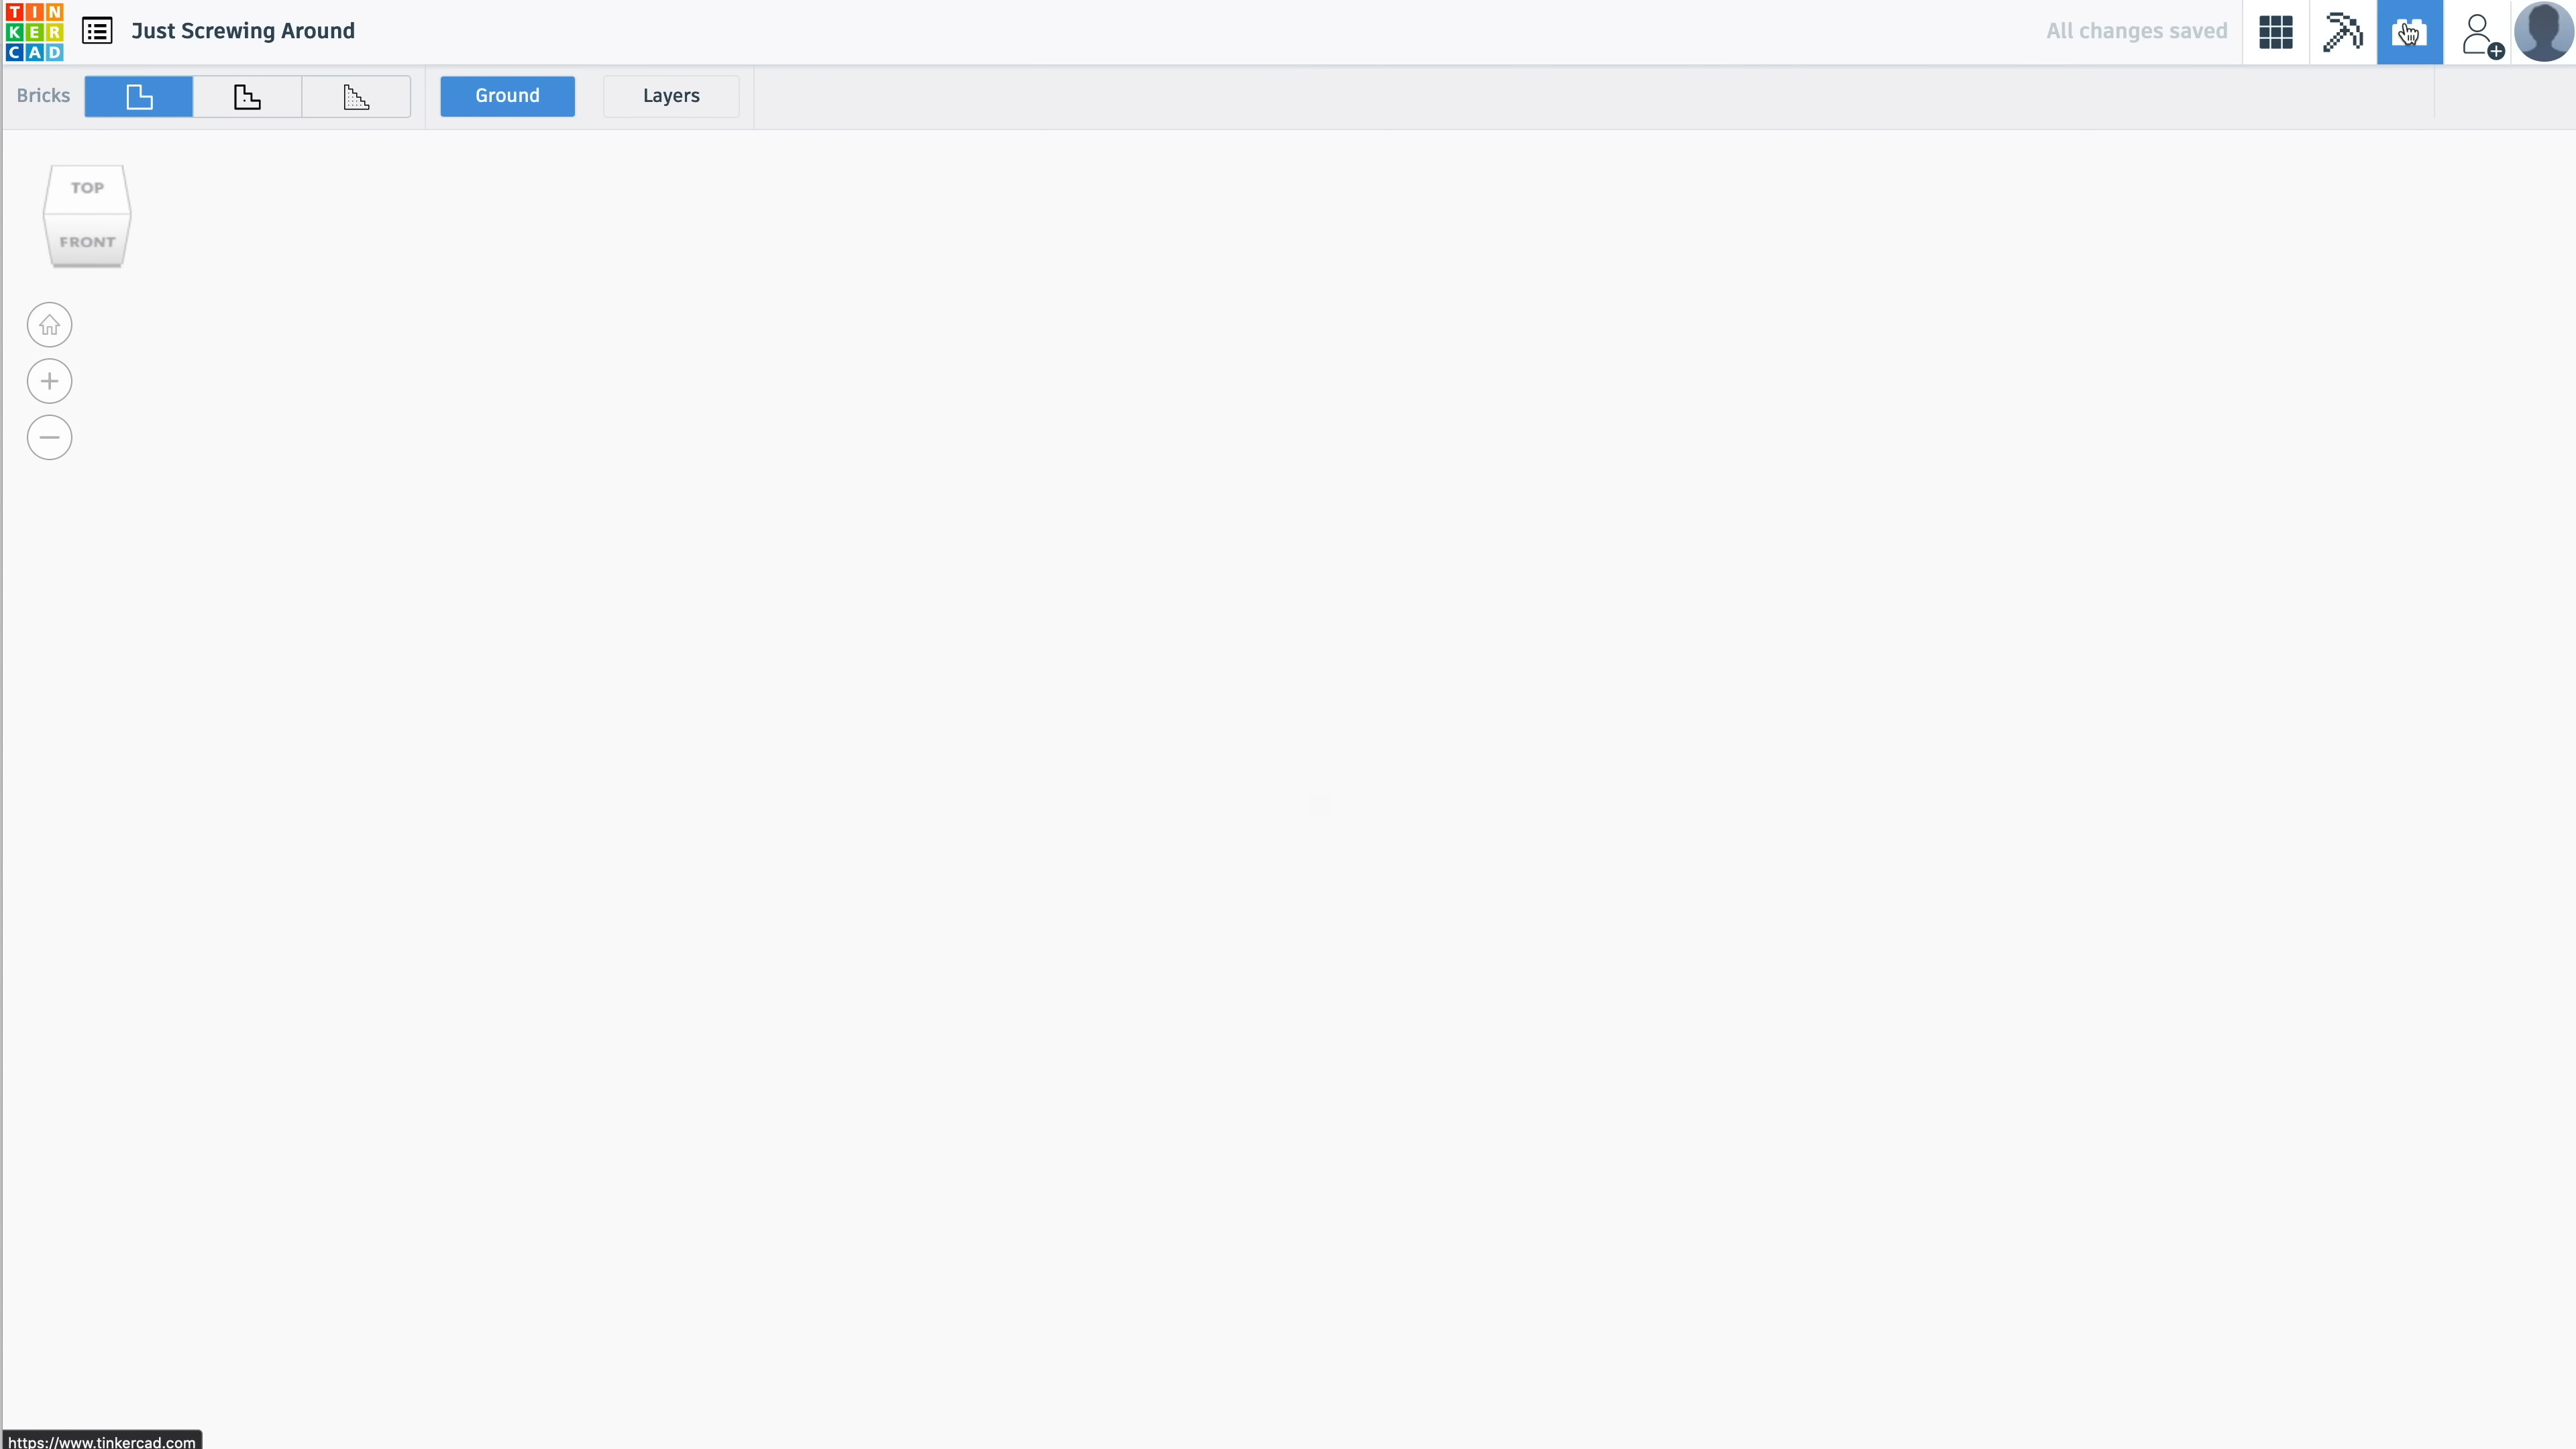 TIN
KER
CAD
Just Screwing Around
All changes saved
Bricks
Ground
Layers
TOP
FRONT
https://www.tinkercad.com